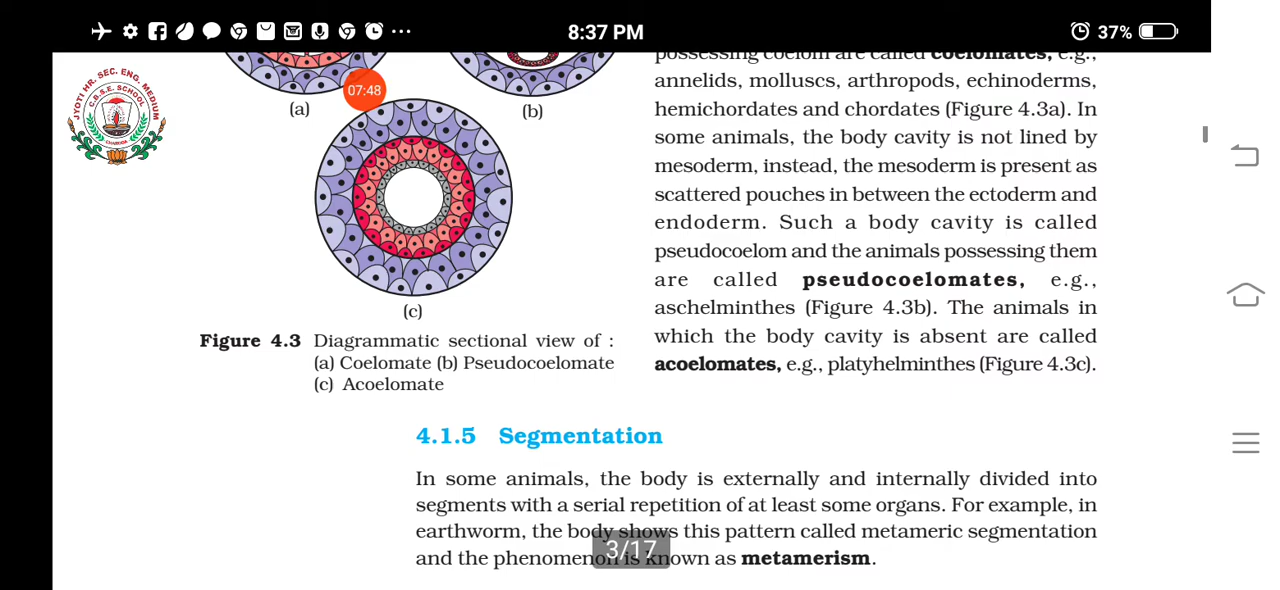 8:37 PM
37%
JYOTI HR. SEC. ENG. MEDIUM
C.B.S.E. SCHOOL
07:48
(a)
(b)
(c)
Figure 4.3 Diagrammatic sectional view of :
(a) Coelomate (b) Pseudocoelomate
(c) Acoelomate
possessing coelom are called coelomates, e.g.,
annelids, molluscs, arthropods, echinoderms,
hemichordates and chordates (Figure 4.3a). In
some animals, the body cavity is not lined by
mesoderm, instead, the mesoderm is present as
scattered pouches in between the ectoderm and
endoderm. Such a body cavity is called
pseudocoelom and the animals possessing them
are called pseudocoelomates, e.g.,
aschelminthes (Figure 4.3b). The animals in
which the body cavity is absent are called
acoelomates, e.g., platyhelminthes (Figure 4.3c).
4.1.5 Segmentation
In some animals, the body is externally and internally divided into
segments with a serial repetition of at least some organs. For example, in
earthworm, the body shows this pattern called metameric segmentation
and the phenomenon is known as metamerism.
3/17